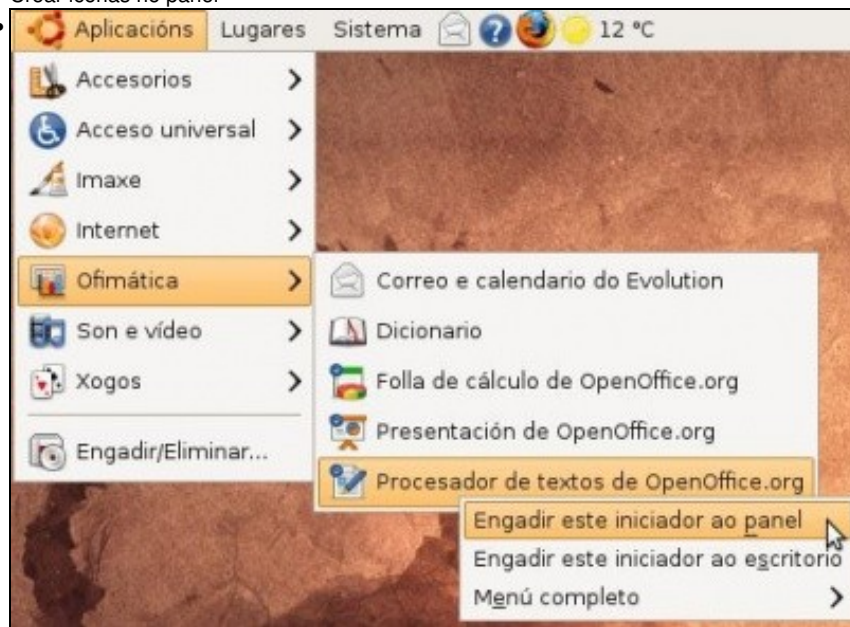 Crear iconas no panel
Aplicacións Lugares Sistema 12 °C
Accesorios
Acceso universal
Imaxe
Internet
Ofimática
Son e vídeo
Xogos
Engadir/Eliminar...
Correo e calendario do Evolution
Dicionario
Folla de cálculo de OpenOffice.org
Presentación de OpenOffice.org
Procesador de textos de OpenOffice.org
Engadir este iniciador ao panel
Engadir este iniciador ao escritorio
Menú completo